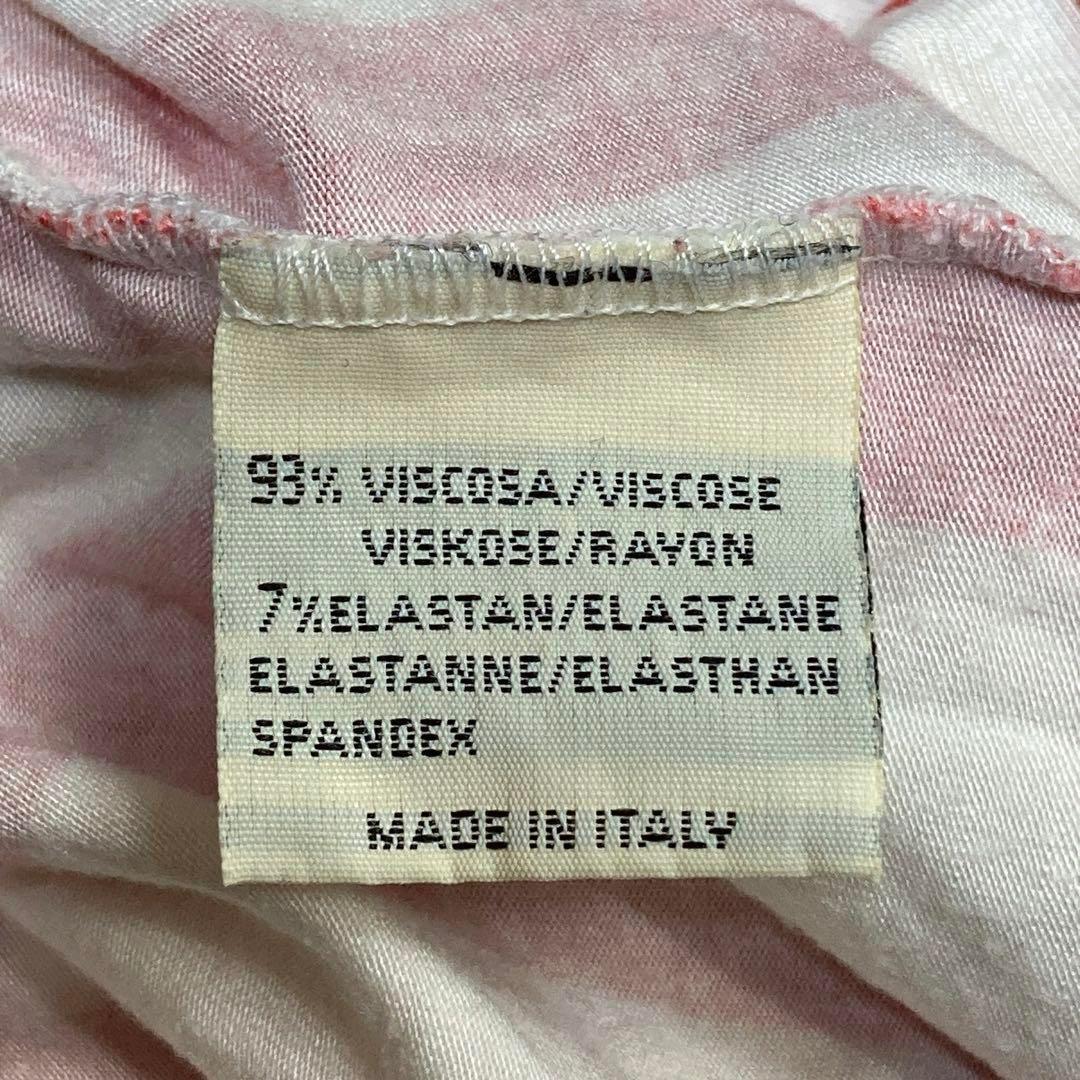 93% VISCOSA/VISCOSE
VISKOSE/RAYON
7%ELASTAN/ELASTANE
ELASTANNE/ELASTHAN
SPANDEX
MADE IN ITALY